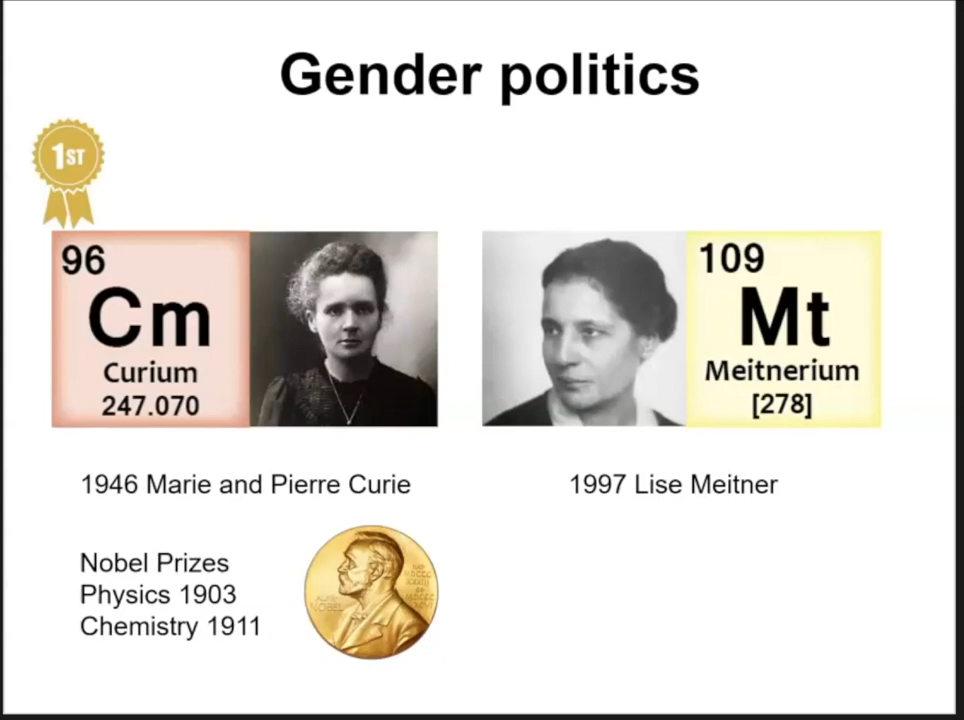 Gender politics
1ST
96
Cm
Curium
247.070
109
Mt
Meitnerium
[278]
1946 Marie and Pierre Curie
1997 Lise Meitner
Nobel Prizes
Physics 1903
Chemistry 1911